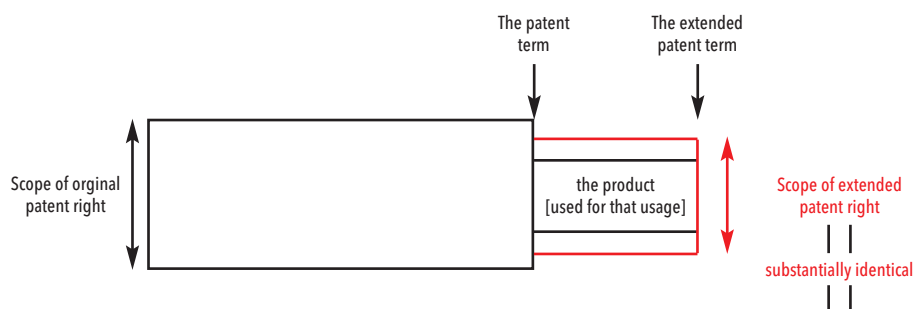 The patent
term
The extended
patent term
Scope of orginal
patent right
the product
[used for that usage]
Scope of extended
patent right
substantially identical